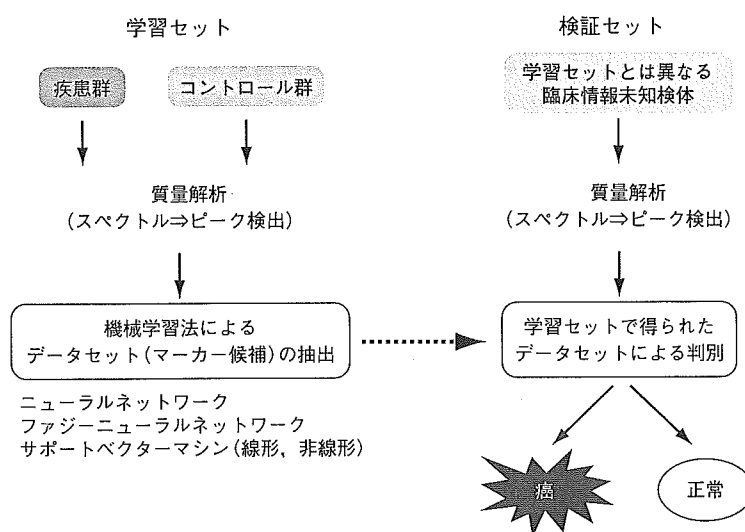 学習セット
疾患群
コントロール群
質量解析
(スペクトル⇒ピーク検出)
機械学習法による
データセット(マーカー候補)の抽出
ニューラルネットワーク
ファジーニューラルネットワーク
サポートベクターマシン(線形，非線形)
検証セット
学習セットとは異なる
臨床情報未知検体
質量解析
(スペクトル⇒ピーク検出)
学習セットで得られた
データセットによる判別
癌
正常